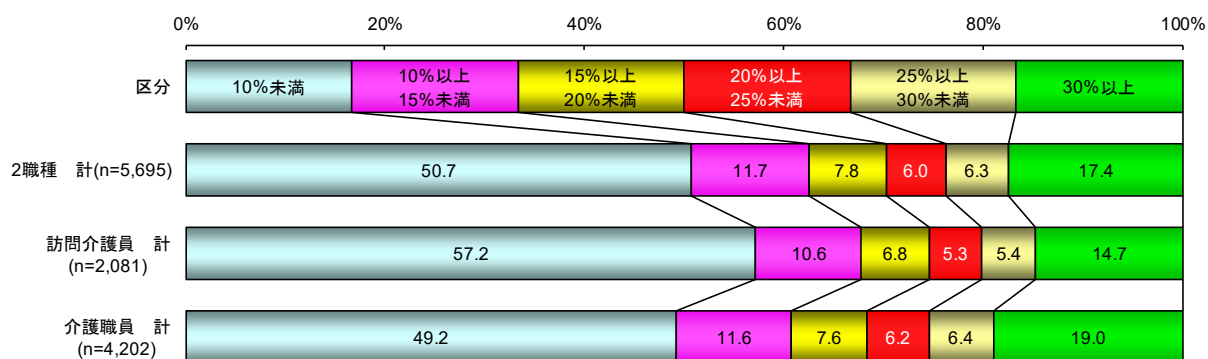 0% 20% 40% 60% 80% 100%
区分
10%未満
10%以上
15%未満
15%以上
20%未満
20%以上
25%未満
25%以上
30%未満
30%以上
2職種　計(n=5,695)
50.7 11.7 7.8 6.0 6.3 17.4
訪問介護員　計
(n=2,081)
57.2 10.6 6.8 5.3 5.4 14.7
介護職員　計
(n=4,202)
49.2 11.6 7.6 6.2 6.4 19.0